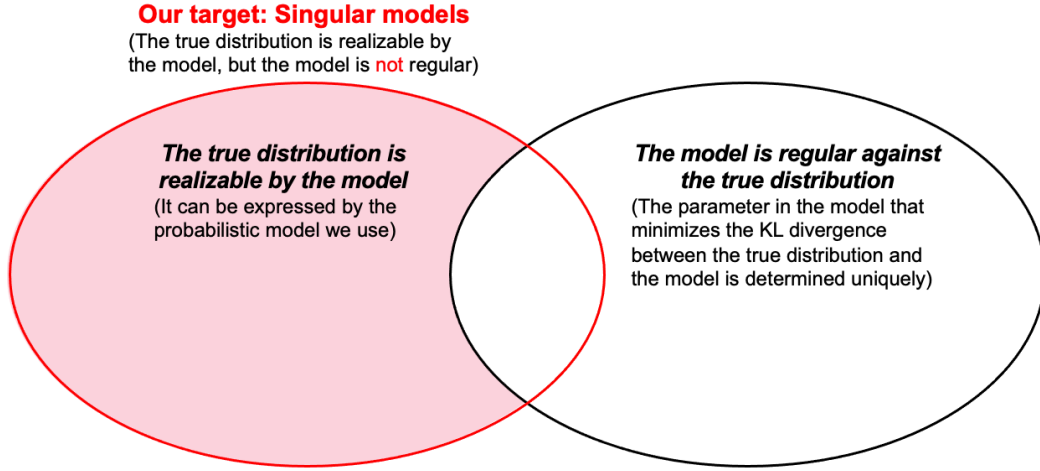 Our target: Singular models
(The true distribution is realizable by
the model, but the model is not regular)
The true distribution is
realizable by the model
(It can be expressed by the
probabilistic model we use)
The model is regular against
the true distribution
(The parameter in the model that
minimizes the KL divergence
between the true distribution and
the model is determined uniquely)